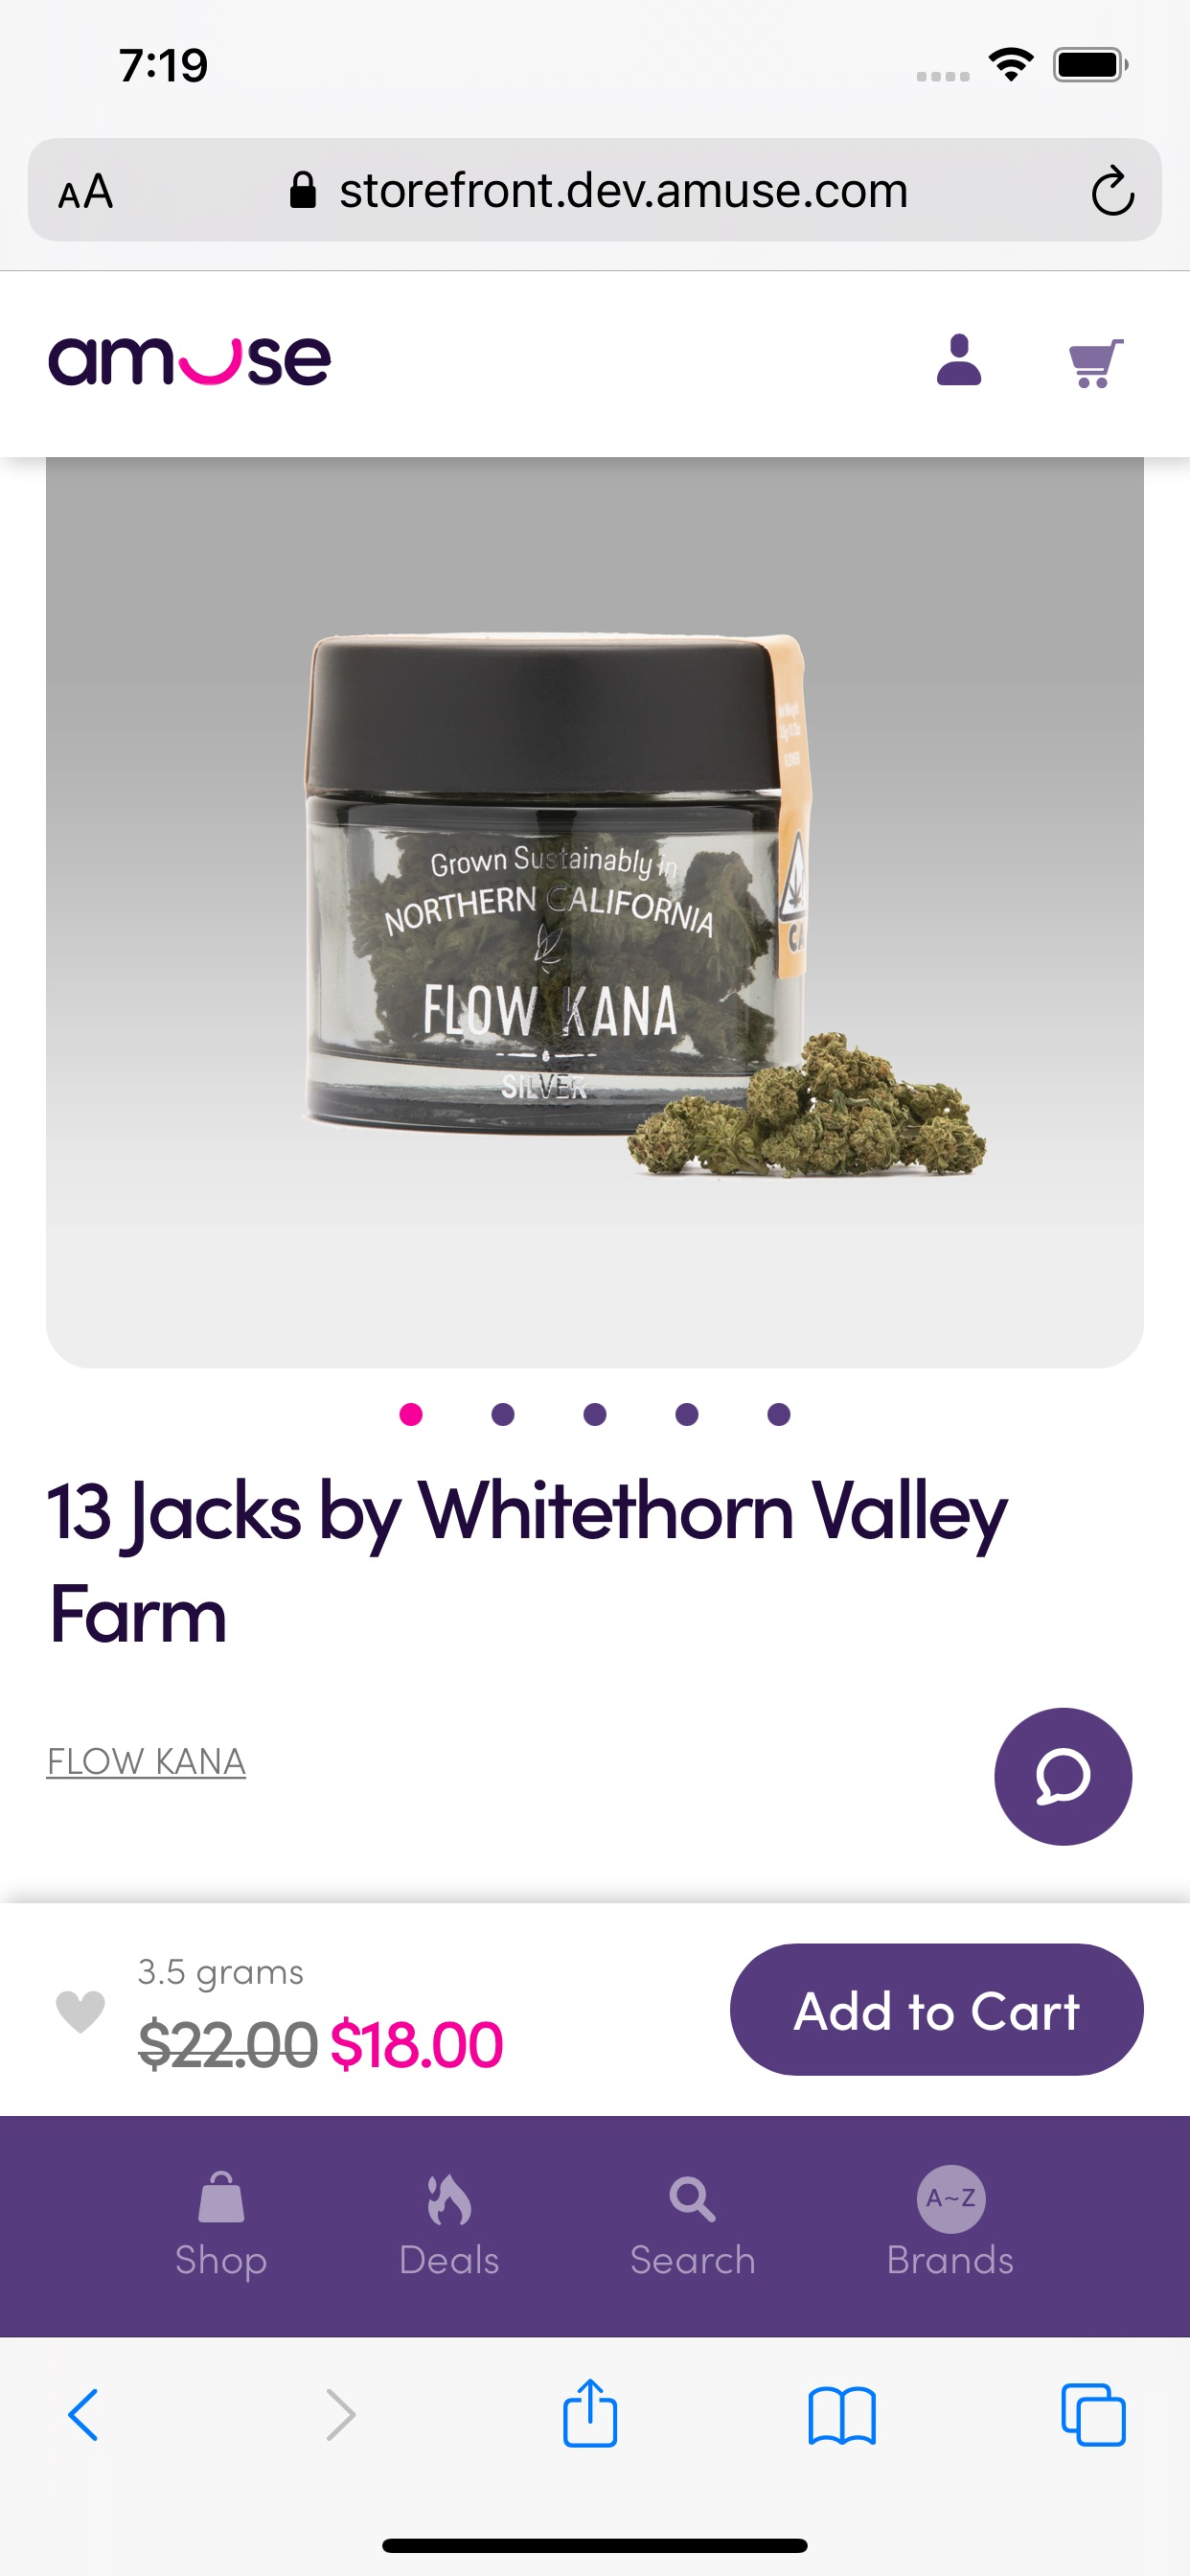 7:19
AA storefront.dev.amuse.com
amuse
Grown Sustainably in
NORTHERN CALIFORNIA
FLOW KANA
SILVER
CA
13 Jacks by Whitethorn Valley
Farm
FLOW KANA
3.5 grams
$22.00 $18.00
Add to Cart
A~Z
Shop Deals Search Brands